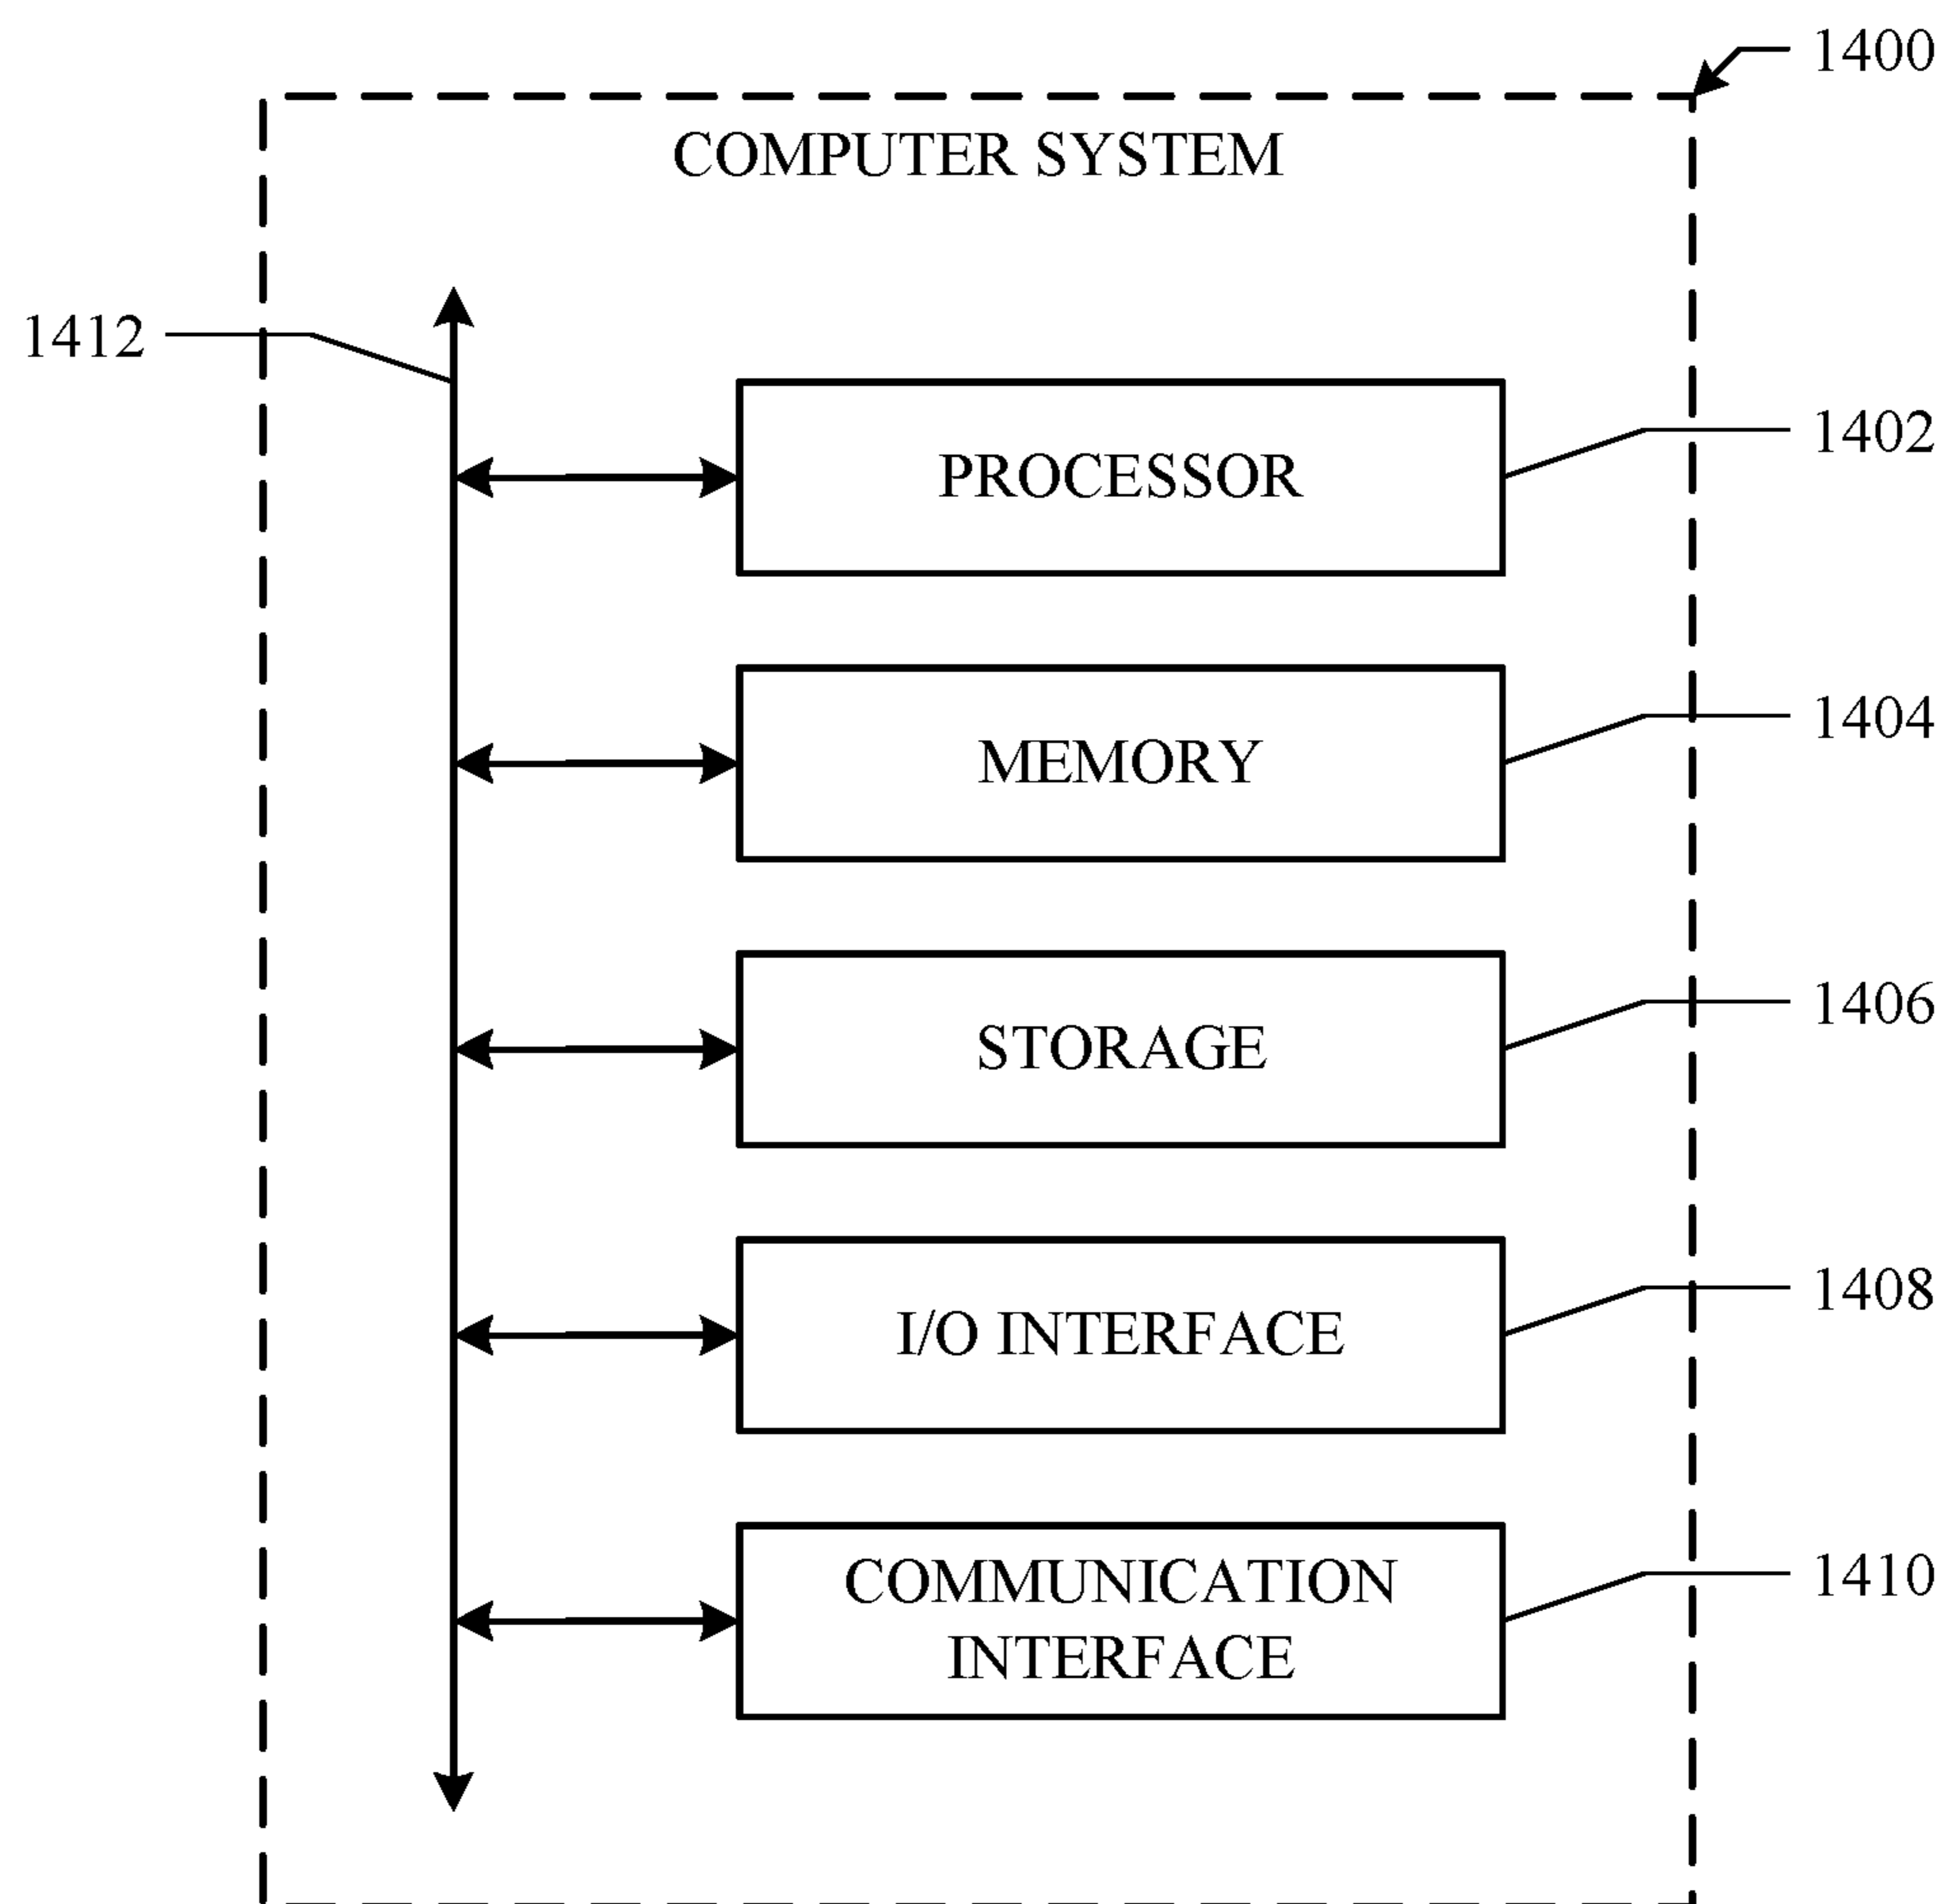 1400
COMPUTER SYSTEM
1412
1402
PROCESSOR
1404
MEMORY
1406
STORAGE
1408
I/O INTERFACE
1410
COMMUNICATION
INTERFACE